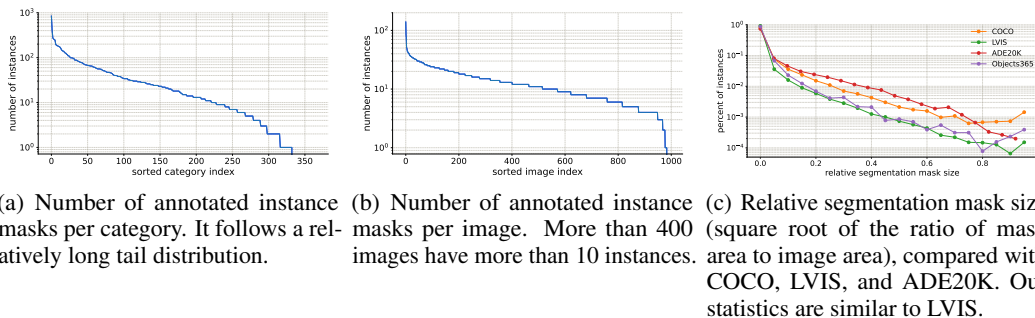 10³
10²
10¹
10⁰
number of instances
0 50 100 150 200 250 300 350
sorted category index
10²
10¹
10⁰
number of instances
0 200 400 600 800 1000
sorted image index
10⁰
10⁻¹
10⁻²
10⁻³
10⁻⁴
percent of instances
COCO
LVIS
ADE20K
Objects365
0.0 0.2 0.4 0.6 0.8
relative segmentation mask size
(a) Number of annotated instance
masks per category. It follows a rel-
atively long tail distribution.
(b) Number of annotated instance
masks per image. More than 400
images have more than 10 instances.
(c) Relative segmentation mask siz
(square root of the ratio of mas
area to image area), compared wit
COCO, LVIS, and ADE20K. Ou
statistics are similar to LVIS.